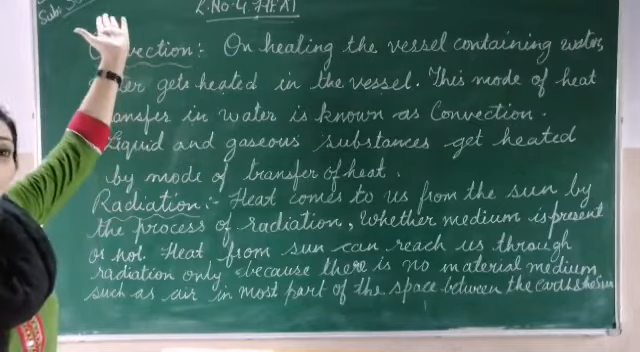 L.No:4. HEAT
vection:- On healing the vessel containing water,
ter gets heated in the vessel. This mode of heat
ansfer in water is known as Convection.
Liquid and gaseous substances get heated
by mode of transfer of heat.
Radiation:- Heat comes to us from the sun by
the process of radiation, Whether medium is present
or not. Heat from sun can reach us through
radiation only because there is no material medium
such as air in most part of the space between the earth & the Sun